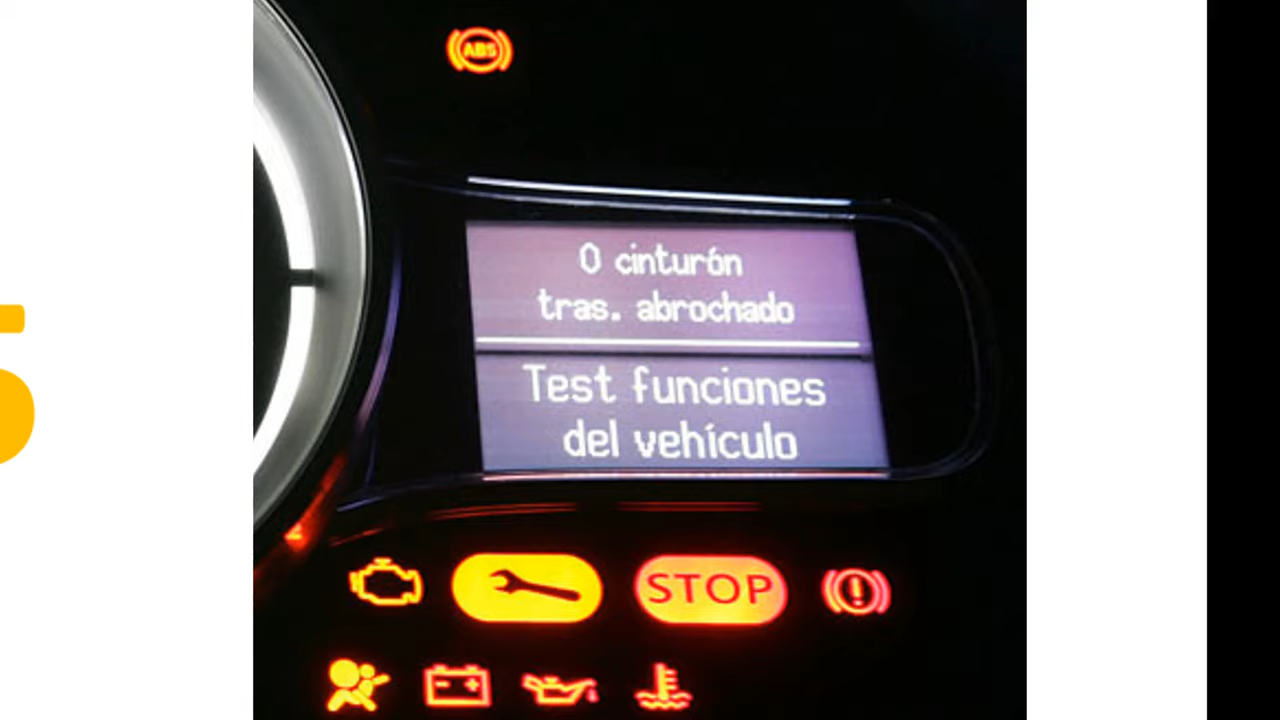 ABS
0 cinturón
tras. abrochado
Test funciones
del vehículo
STOP